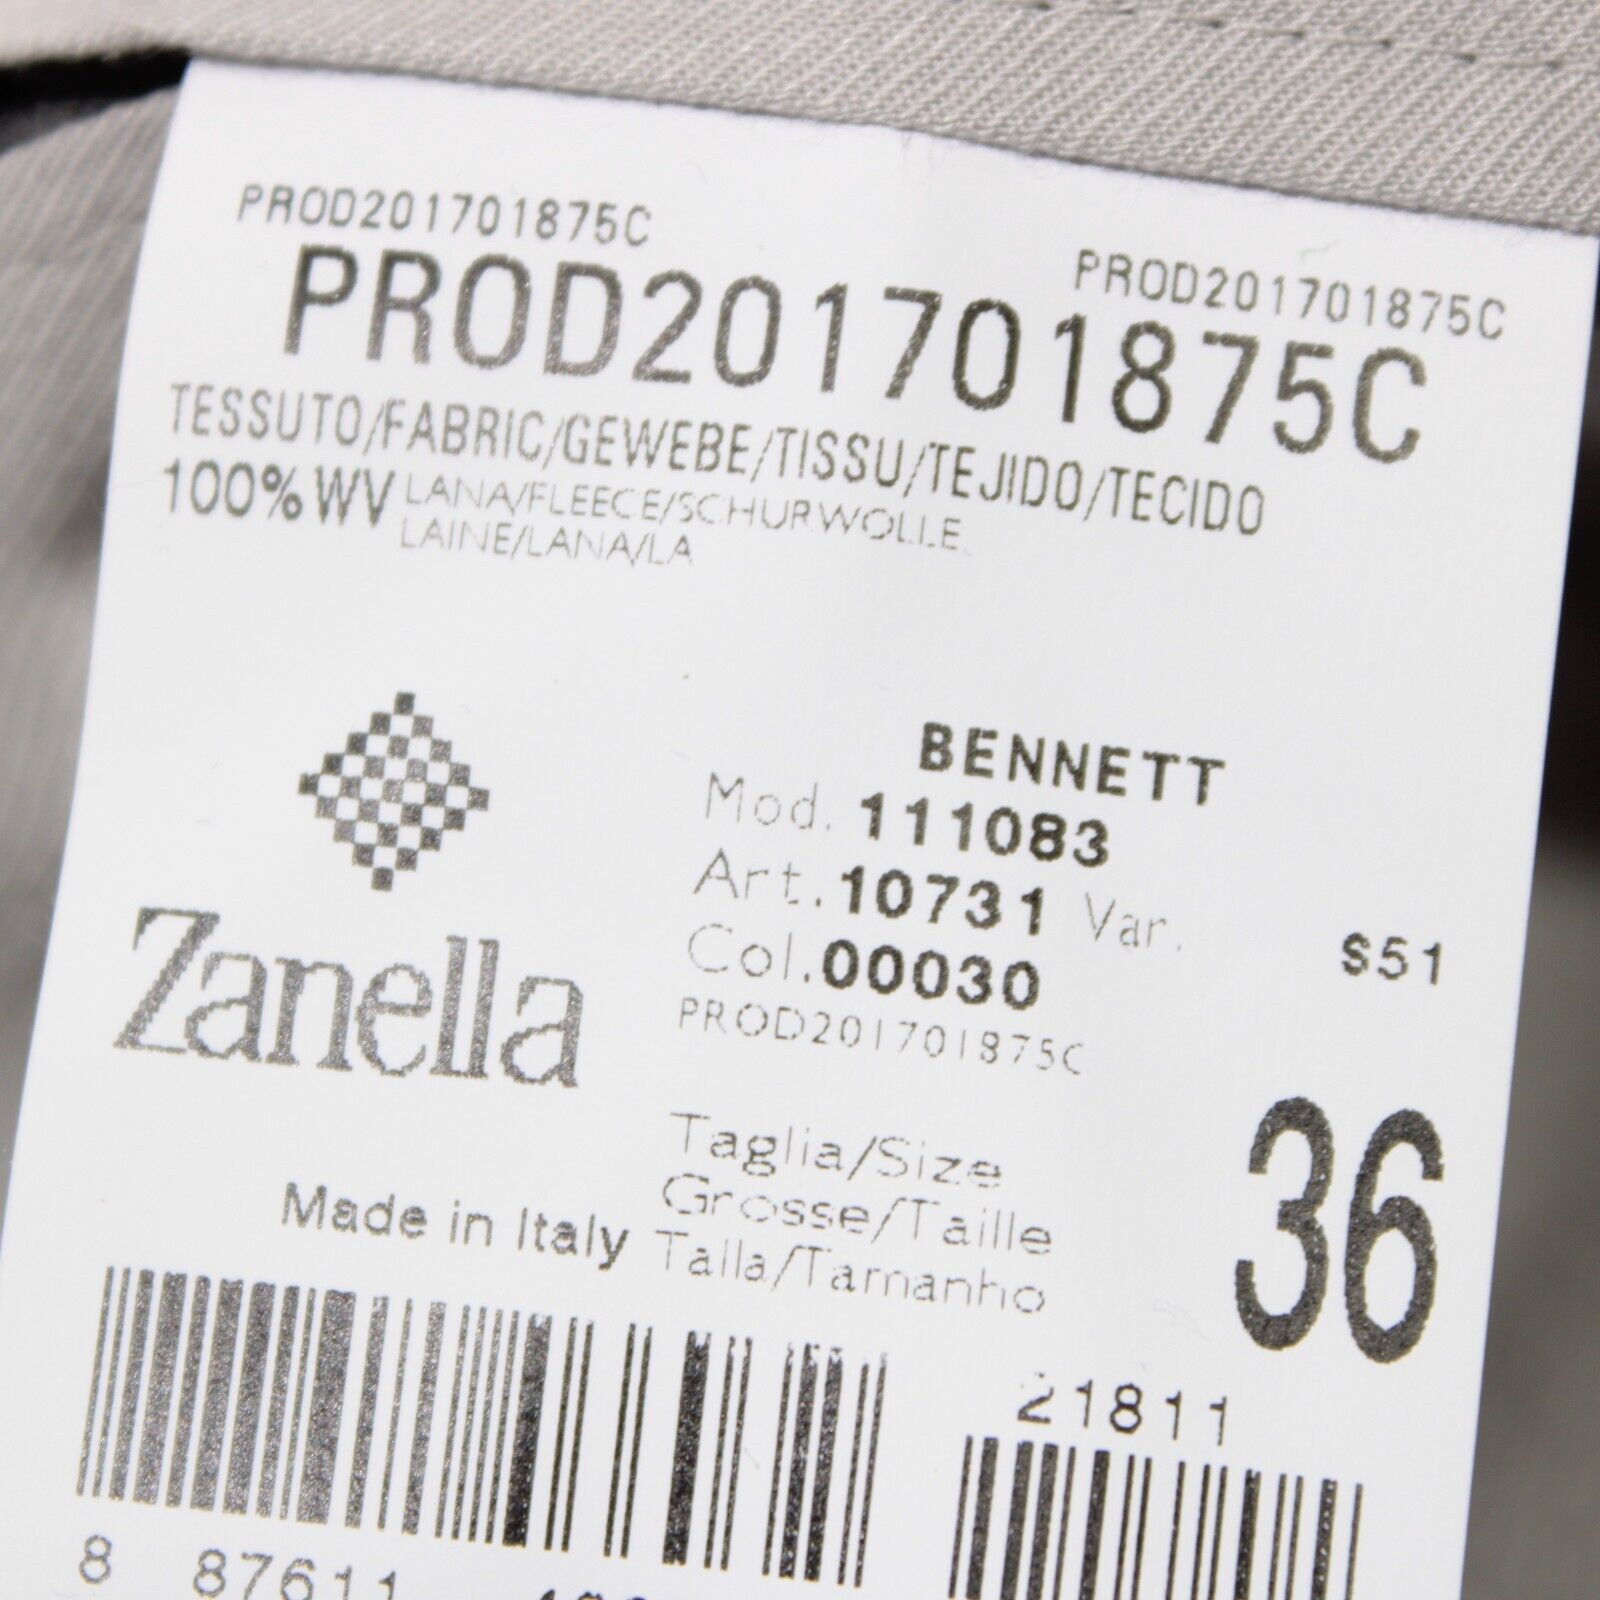 PROD201701875C
PROD201701875C
PROD201701875C
TESSUTO/FABRIC/GEWEBE/TISSU/TEJIDO/TECIDO
100% WV LANA/FLEECE/SCHURWOLLE
LAINE/LANA/LA
BENNETT
Mod. 111083
Art. 10731 Var. S51
Col. 00030
PROD201701875C
Zanella
Made in Italy
Taglia/Size
Grosse/Taille
Talla/Tamanho
36
21811
8 87611